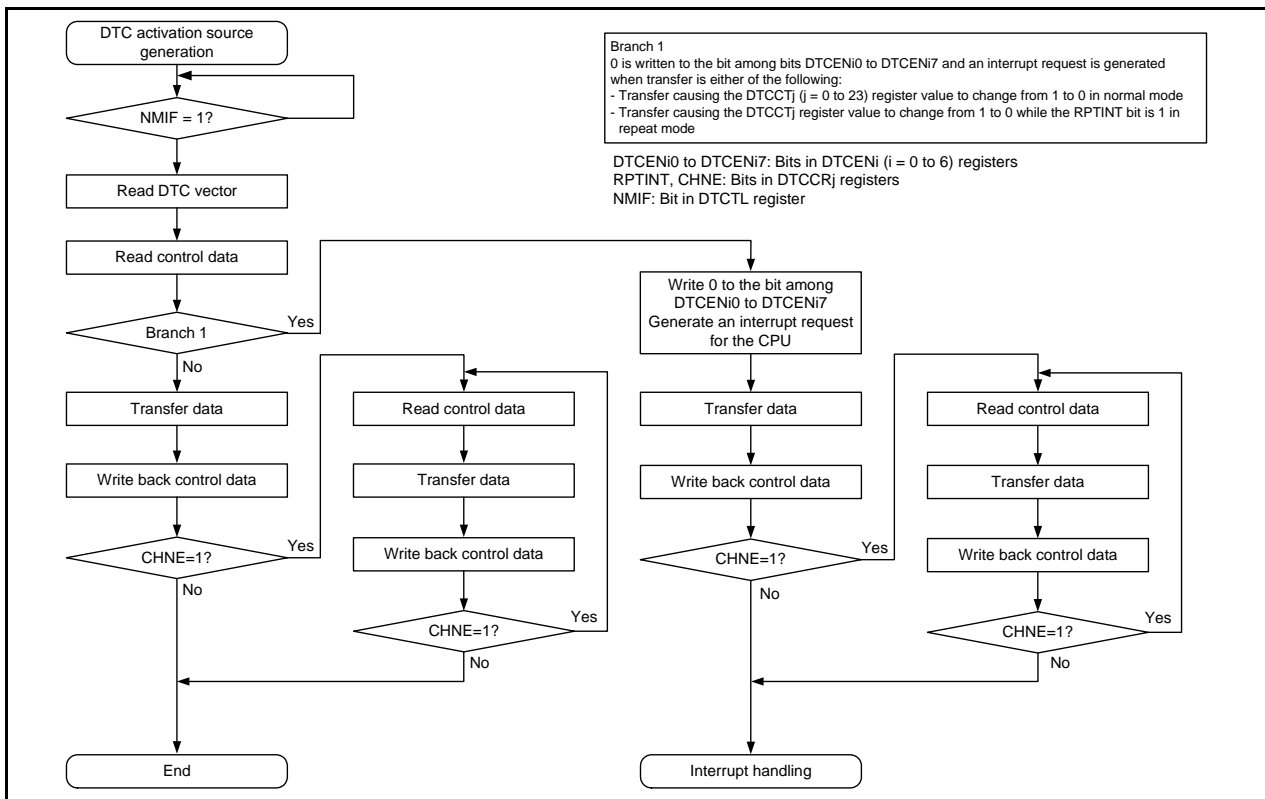 DTC activation source
generation
NMIF = 1?
Read DTC vector
Read control data
Branch 1
Yes
No
Transfer data
Write back control data
CHNE=1?
Yes
No
End
Read control data
Transfer data
Write back control data
CHNE=1?
Yes
No
Branch 1
0 is written to the bit among bits DTCENi0 to DTCENi7 and an interrupt request is generated
when transfer is either of the following:
- Transfer causing the DTCCTj (j = 0 to 23) register value to change from 1 to 0 in normal mode
- Transfer causing the DTCCTj register value to change from 1 to 0 while the RPTINT bit is 1 in
repeat mode
DTCENi0 to DTCENi7: Bits in DTCENi (i = 0 to 6) registers
RPTINT, CHNE: Bits in DTCCRj registers
NMIF: Bit in DTCTL register
Write 0 to the bit among
DTCENi0 to DTCENi7
Generate an interrupt request
for the CPU
Transfer data
Write back control data
CHNE=1?
Yes
No
Interrupt handling
Read control data
Transfer data
Write back control data
CHNE=1?
Yes
No